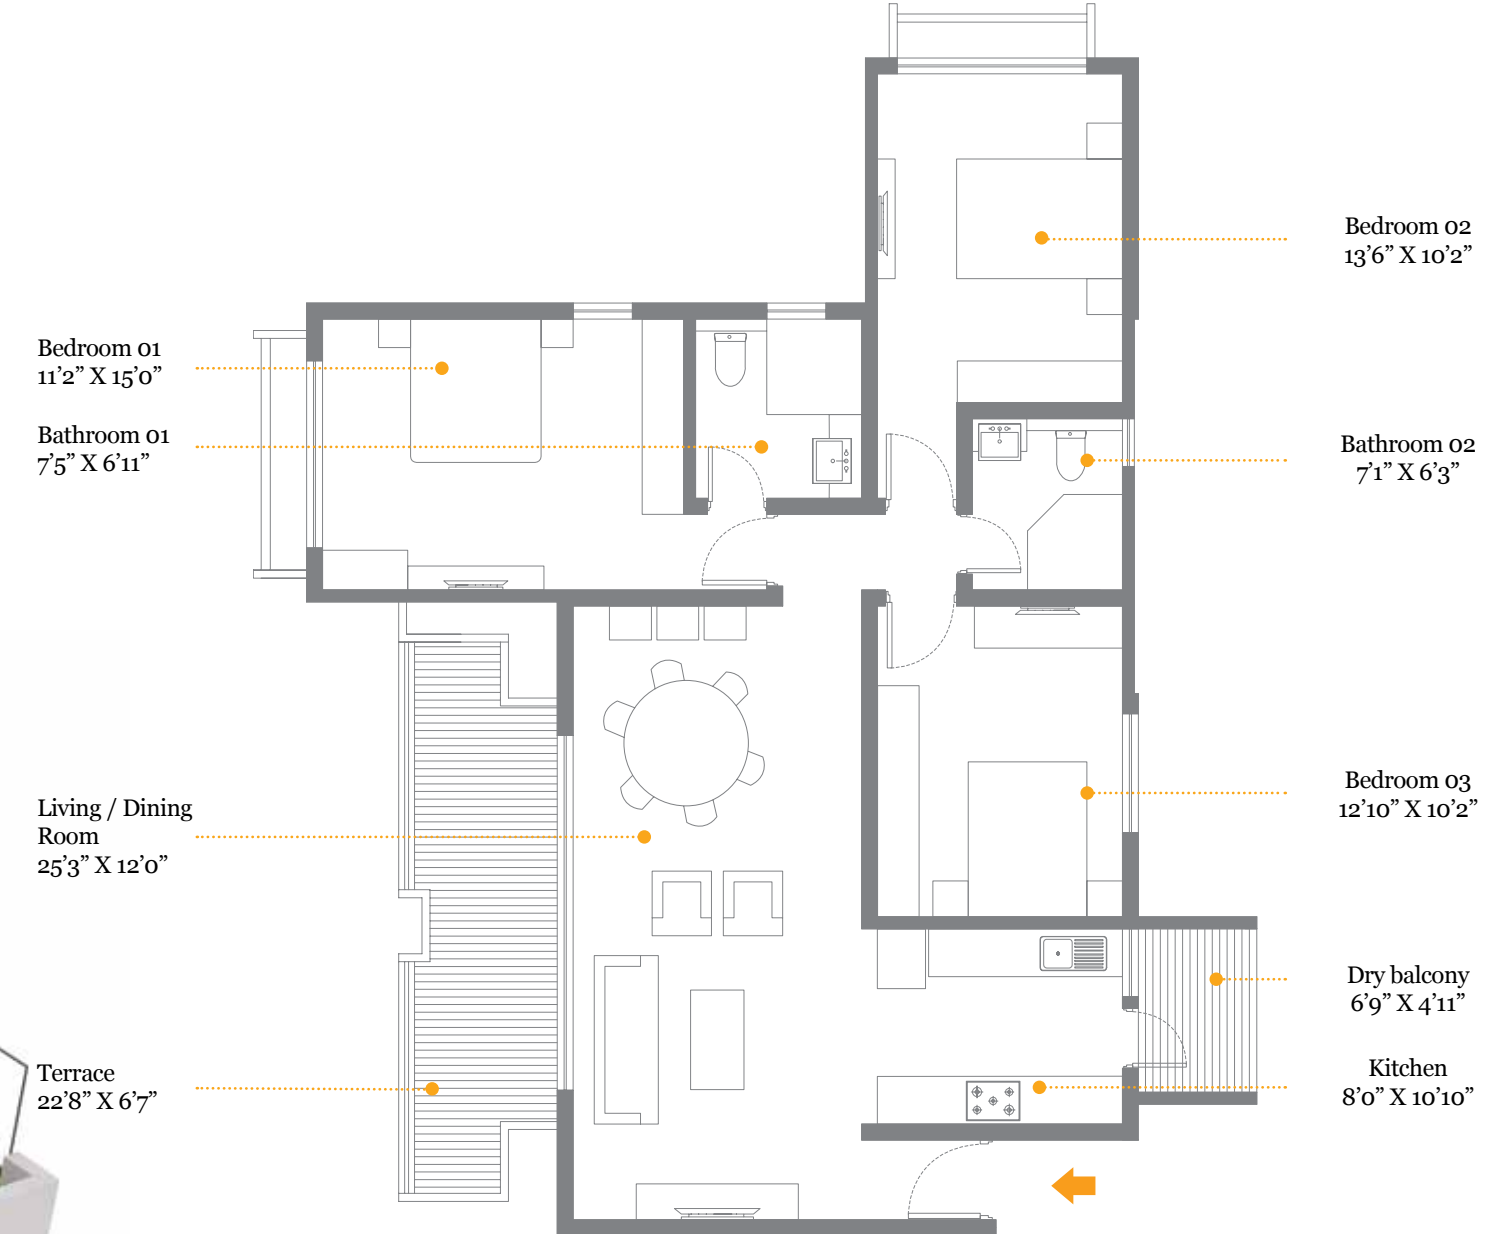 Bedroom 01
11’2” X 15’0”
Bathroom 01
7’5” X 6’11”
Living / Dining
Room
25’3” X 12’0”
Terrace
22’8” X 6’7”
Bedroom 02
13’6” X 10’2”
Bathroom 02
7’1” X 6’3”
Bedroom 03
12’10” X 10’2”
Dry balcony
6’9” X 4’11”
Kitchen
8’0” X 10’10”